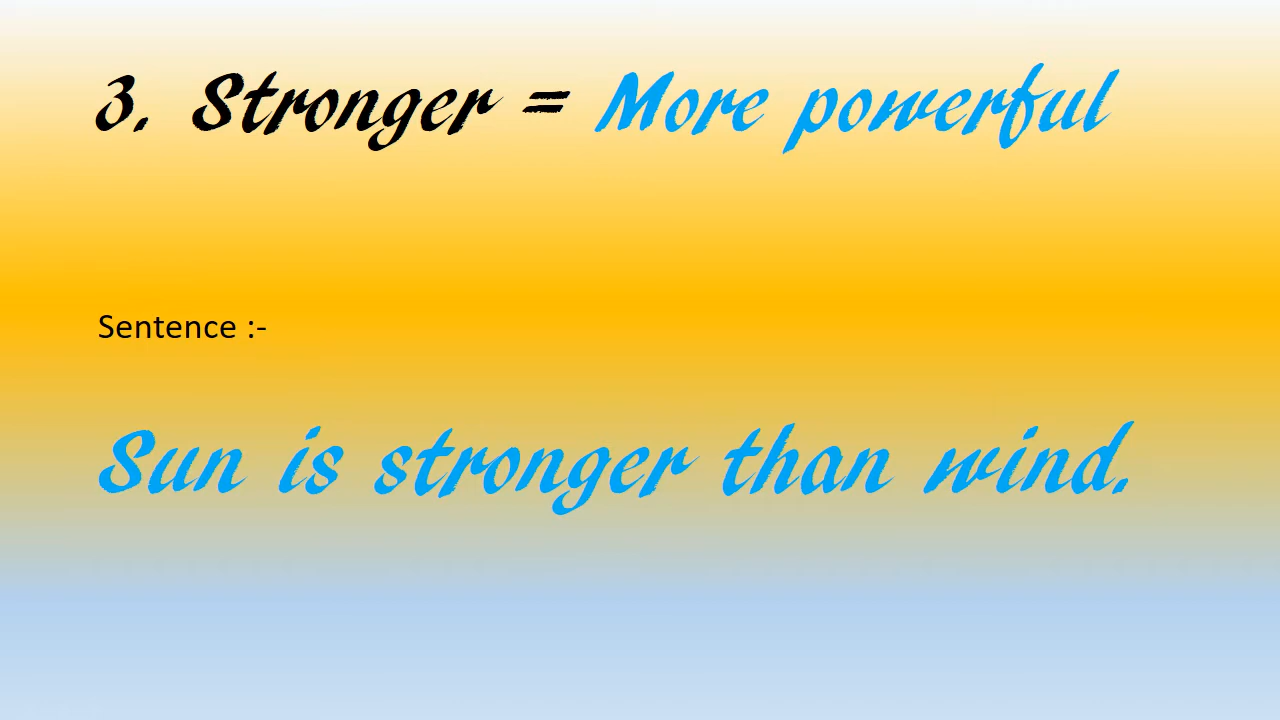 3. Stronger = More powerful
Sentence :-
Sun is stronger than wind.